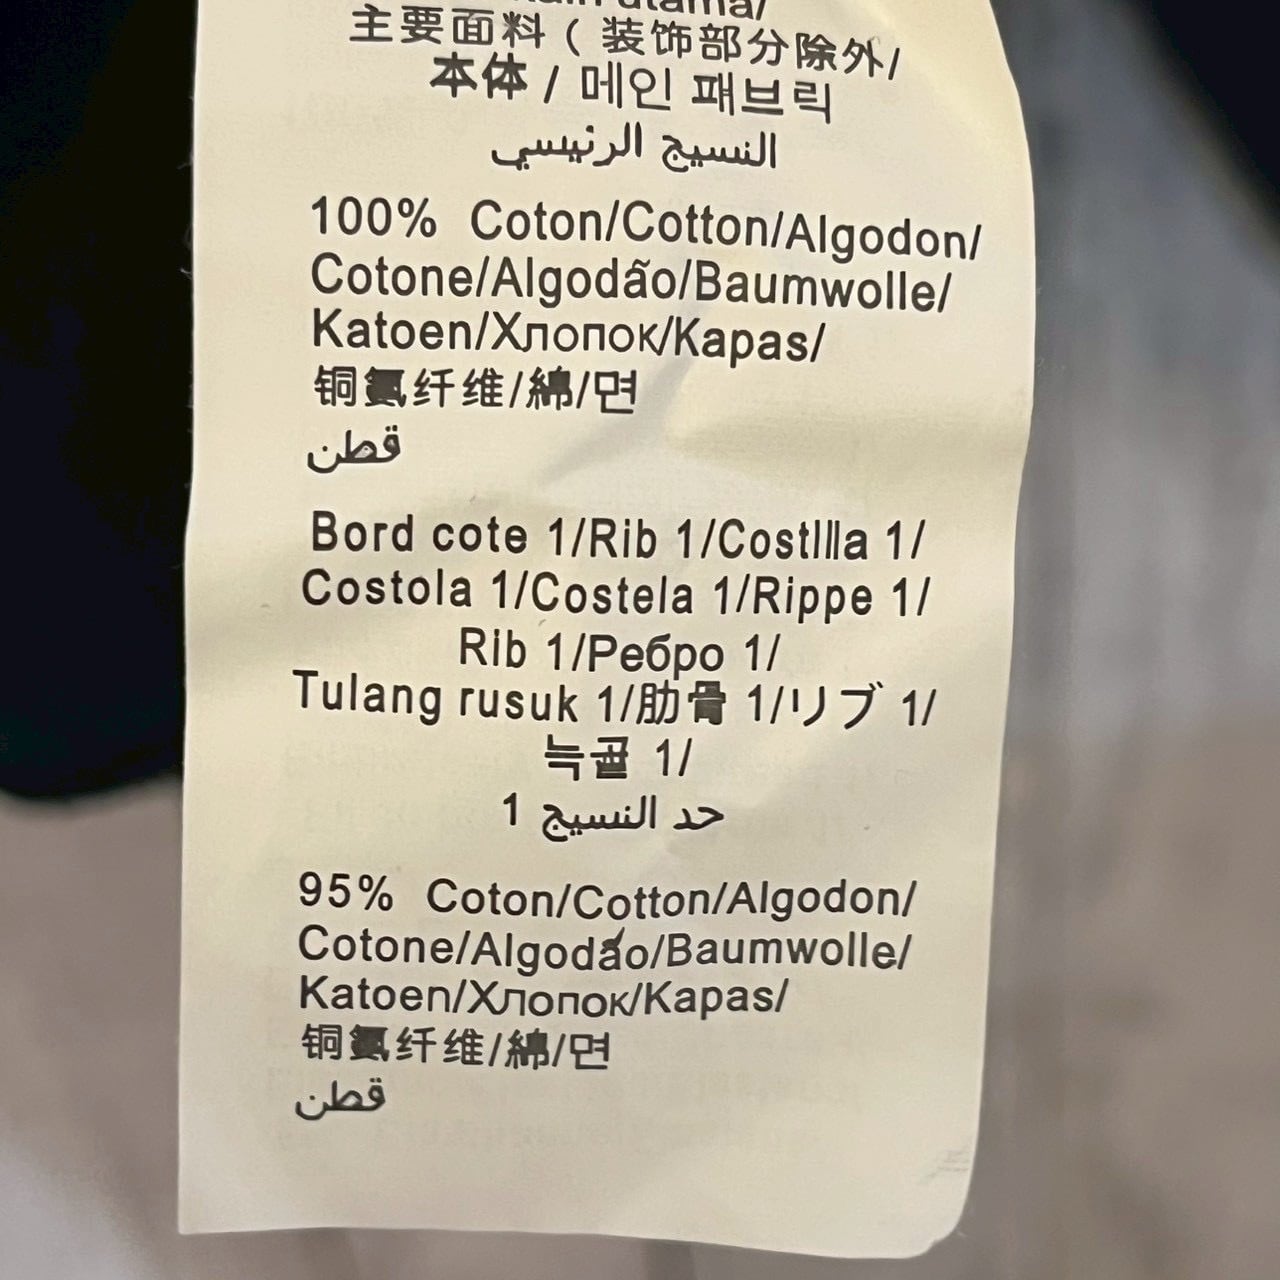 utama/
主要面料 ( 装饰部分除外/
本体 / 메인 패브릭
النسيج الرئيسي
100% Coton/Cotton/Algodon/
Cotone/Algodão/Baumwolle/
Katoen/Хлопок/Kapas/
铜氨纤维/綿/면
قطن
Bord cote 1/Rib 1/Costllla 1/
Costola 1/Costela 1/Rippe 1/
Rib 1/Ребро 1/
Tulang rusuk 1/肋骨 1/リブ 1/
늑골 1/
حد النسيج 1
95% Coton/Cotton/Algodon/
Cotone/Algodão/Baumwolle/
Katoen/Хлопок/Kapas/
铜氨纤维/綿/면
قطن